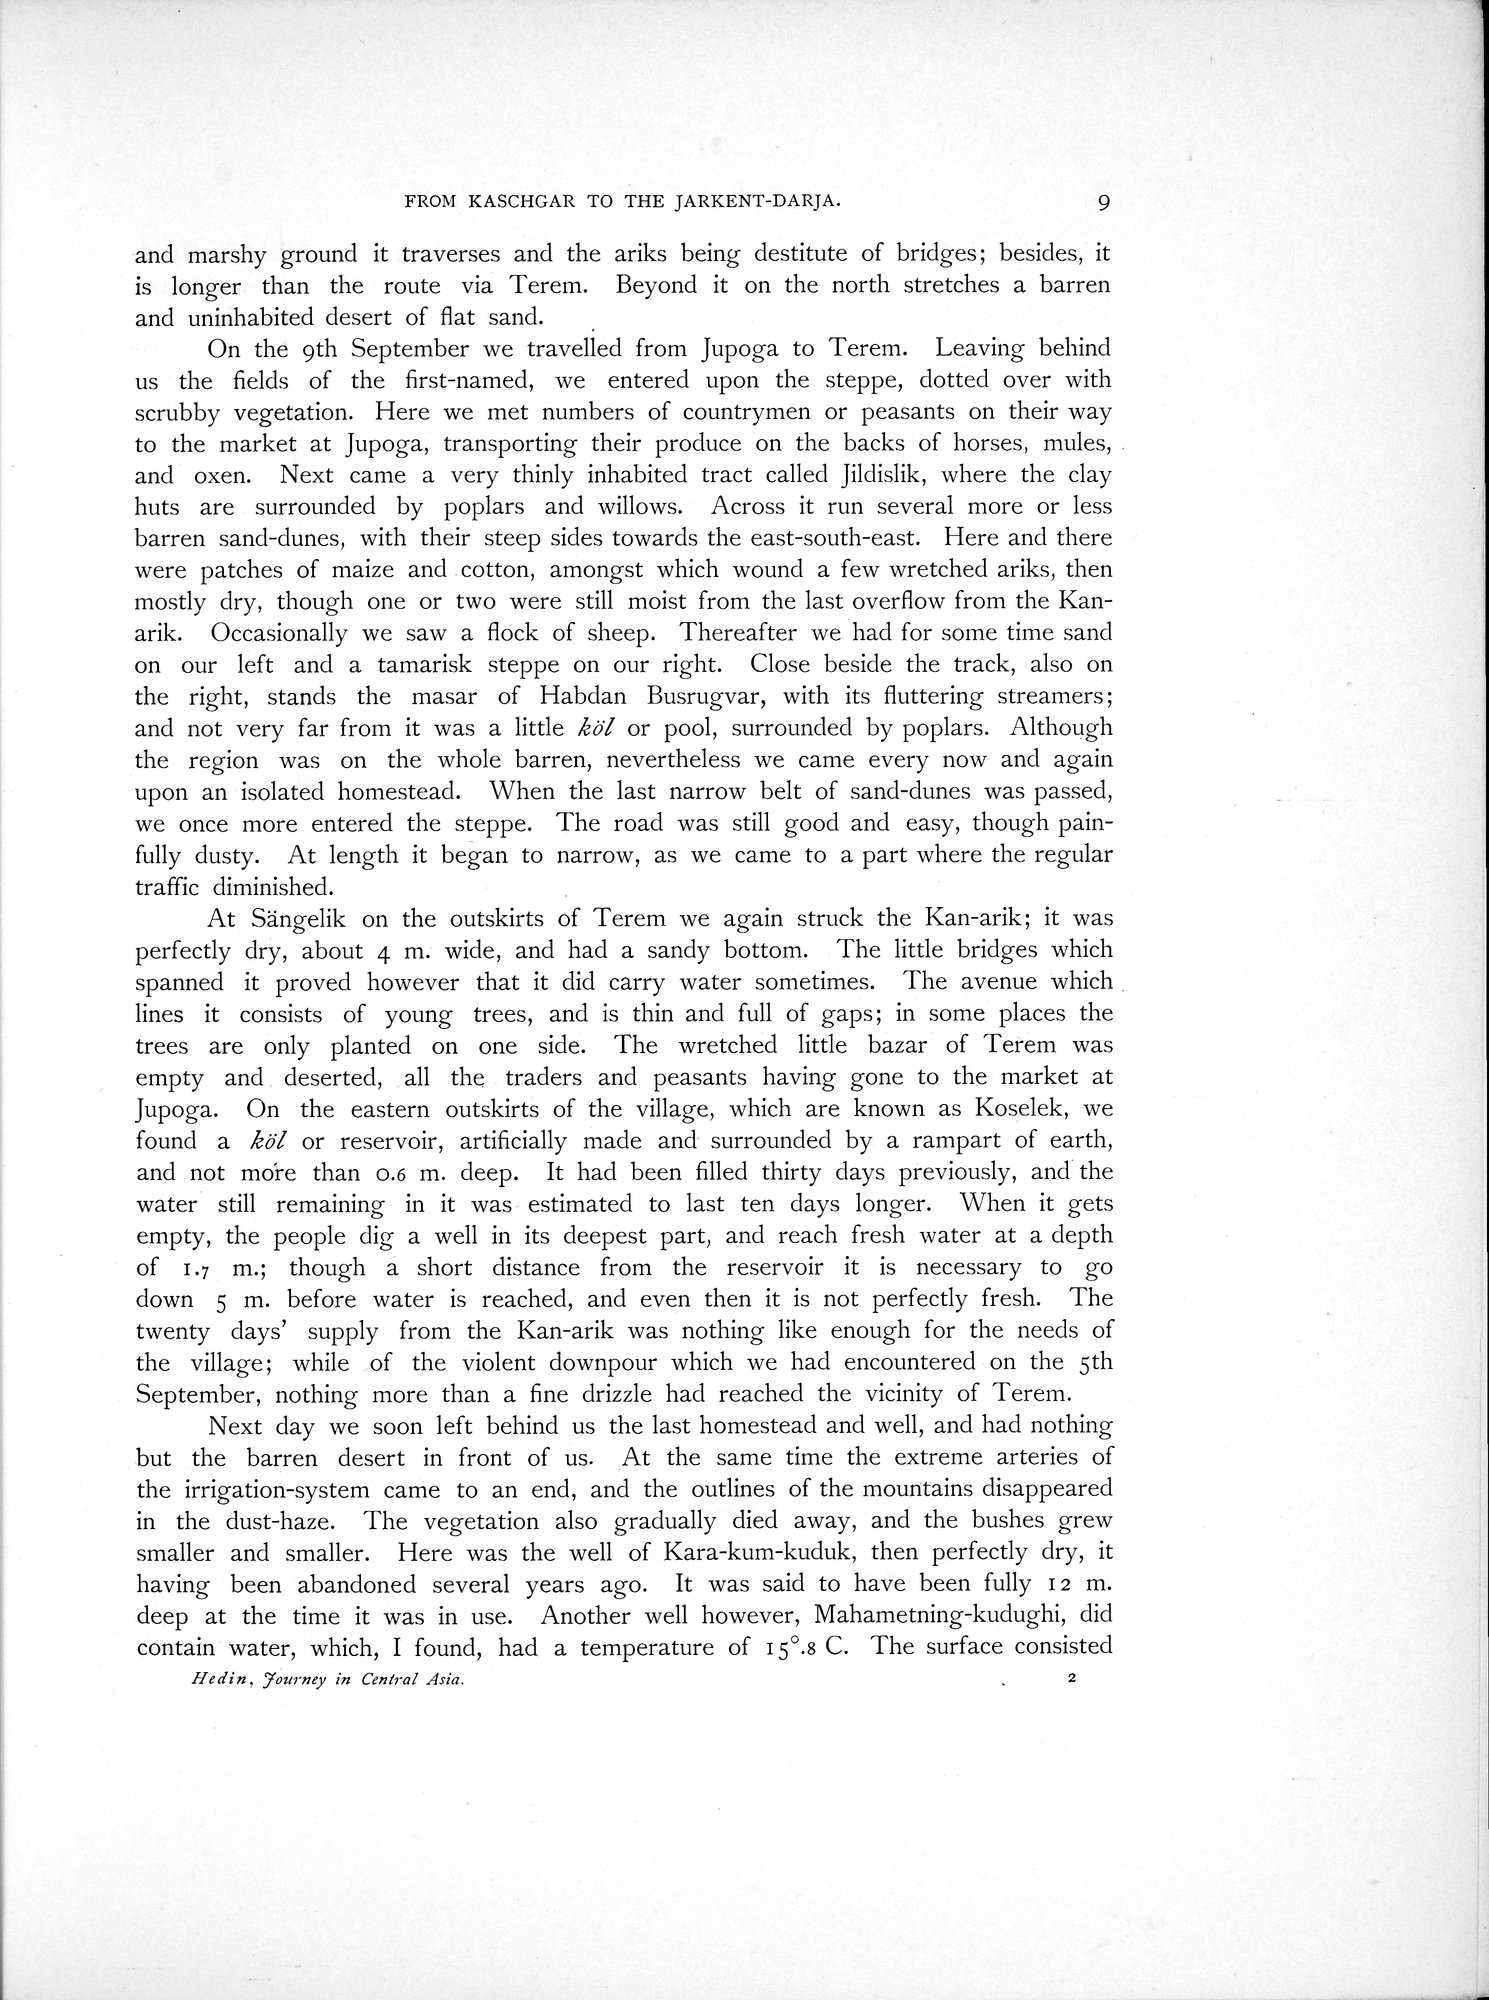 FROM KASCHGAR TO THE JARKENT-DARJA. 9
and marshy ground it traverses and the ariks being destitute of bridges; besides, it
is longer than the route via Terem. Beyond it on the north stretches a barren
and uninhabited desert of flat sand.
On the 9th September we travelled from Jupoga to Terem. Leaving behind
us the fields of the first-named, we entered upon the steppe, dotted over with
scrubby vegetation. Here we met numbers of countrymen or peasants on their way
to the market at Jupoga, transporting their produce on the backs of horses, mules,
and oxen. Next came a very thinly inhabited tract called Jildislik, where the clay
huts are surrounded by poplars and willows. Across it run several more or less
barren sand-dunes, with their steep sides towards the east-south-east. Here and there
were patches of maize and cotton, amongst which wound a few wretched ariks, then
mostly dry, though one or two were still moist from the last overflow from the Kan-
arik. Occasionally we saw a flock of sheep. Thereafter we had for some time sand
on our left and a tamarisk steppe on our right. Close beside the track, also on
the right, stands the masar of Habdan Busrugvar, with its fluttering streamers;
and not very far from it was a little köl or pool, surrounded by poplars. Although
the region was on the whole barren, nevertheless we came every now and again
upon an isolated homestead. When the last narrow belt of sand-dunes was passed,
we once more entered the steppe. The road was still good and easy, though pain-
fully dusty. At length it began to narrow, as we came to a part where the regular
traffic diminished.
At Sängelik on the outskirts of Terem we again struck the Kan-arik; it was
perfectly dry, about 4 m. wide, and had a sandy bottom. The little bridges which
spanned it proved however that it did carry water sometimes. The avenue which
lines it consists of young trees, and is thin and full of gaps; in some places the
trees are only planted on one side. The wretched little bazar of Terem was
empty and deserted, all the traders and peasants having gone to the market at
Jupoga. On the eastern outskirts of the village, which are known as Koselek, we
found a köl or reservoir, artificially made and surrounded by a rampart of earth,
and not more than 0.6 m. deep. It had been filled thirty days previously, and the
water still remaining in it was estimated to last ten days longer. When it gets
empty, the people dig a well in its deepest part, and reach fresh water at a depth
of 1.7 m.; though a short distance from the reservoir it is necessary to go
down 5 m. before water is reached, and even then it is not perfectly fresh. The
twenty days' supply from the Kan-arik was nothing like enough for the needs of
the village; while of the violent downpour which we had encountered on the 5th
September, nothing more than a fine drizzle had reached the vicinity of Terem.
Next day we soon left behind us the last homestead and well, and had nothing
but the barren desert in front of us. At the same time the extreme arteries of
the irrigation-system came to an end, and the outlines of the mountains disappeared
in the dust-haze. The vegetation also gradually died away, and the bushes grew
smaller and smaller. Here was the well of Kara-kum-kuduk, then perfectly dry, it
having been abandoned several years ago. It was said to have been fully 12 m.
deep at the time it was in use. Another well however, Mahametning-kudughi, did
contain water, which, I found, had a temperature of 15°.8 C. The surface consisted
Hedin, Journey in Central Asia. 2